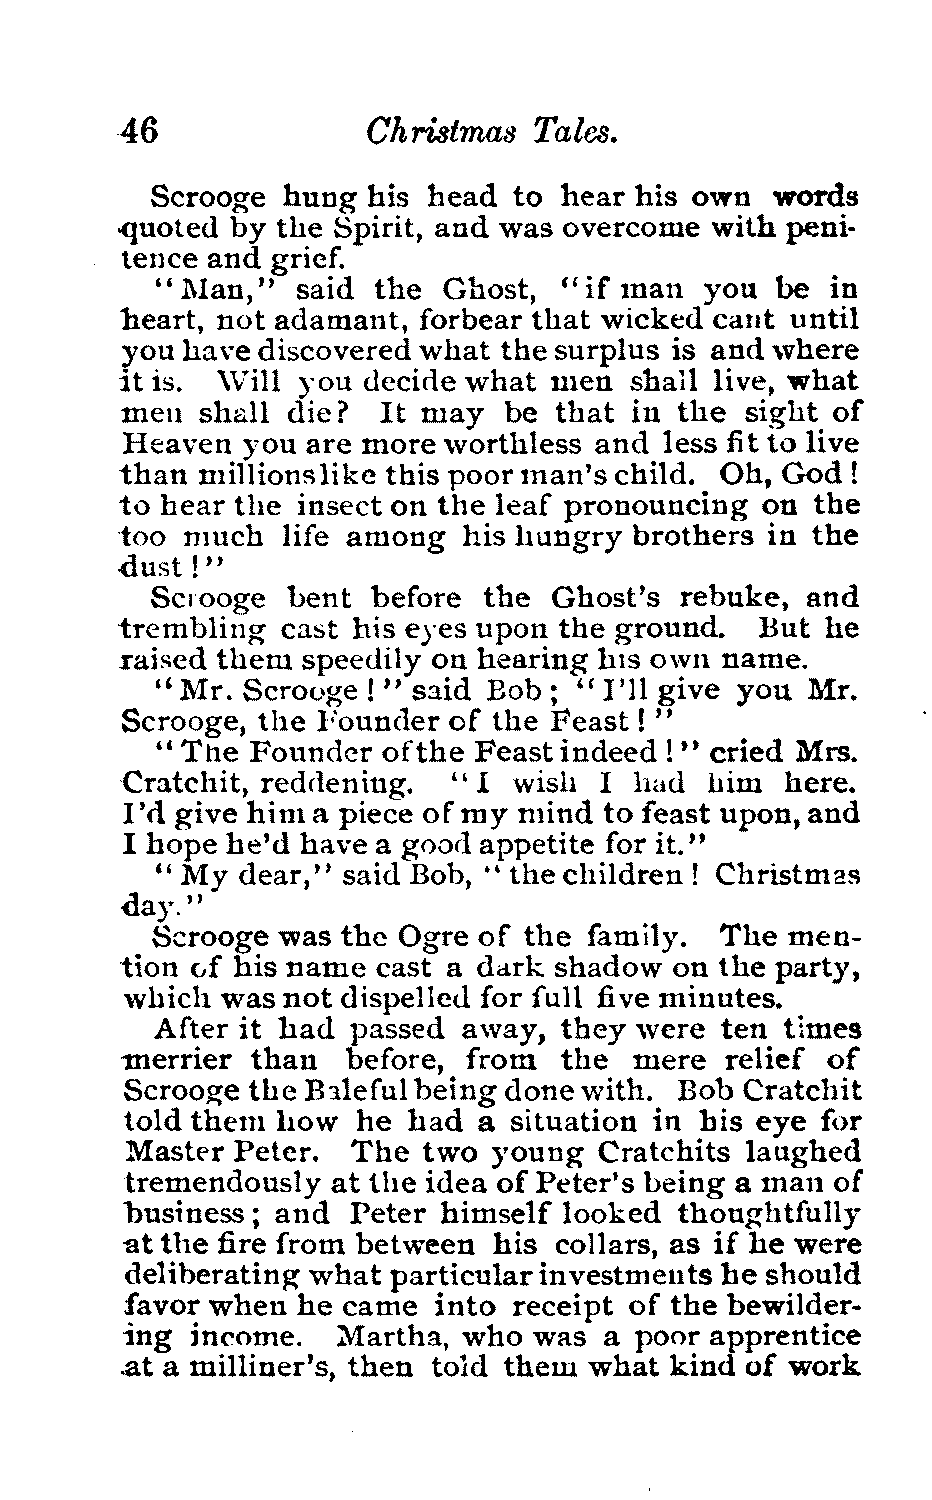 46 Christmas Tales.
Scrooge hung his head to hear his own words
quoted by the Spirit, and was overcome with peni-
tence and grief.
"Man," said the Ghost, "if man you be in
heart, not adamant, forbear that wicked cant until
you have discovered what the surplus is and where
it is. Will you decide what men shall live, what
men shall die? It may be that in the sight of
Heaven you are more worthless and less fit to live
than millions like this poor man's child. Oh, God!
to hear the insect on the leaf pronouncing on the
too much life among his hungry brothers in the
dust!"
Scrooge bent before the Ghost's rebuke, and
trembling cast his eyes upon the ground. But he
raised them speedily on hearing his own name.
"Mr. Scrooge!" said Bob; "I'll give you Mr.
Scrooge, the Founder of the Feast!"
"The Founder of the Feast indeed!" cried Mrs.
Cratchit, reddening. "I wish I had him here.
I'd give him a piece of my mind to feast upon, and
I hope he'd have a good appetite for it."
"My dear," said Bob, "the children! Christmas
day."
Scrooge was the Ogre of the family. The men-
tion of his name cast a dark shadow on the party,
which was not dispelled for full five minutes.
After it had passed away, they were ten times
merrier than before, from the mere relief of
Scrooge the Baleful being done with. Bob Cratchit
told them how he had a situation in his eye for
Master Peter. The two young Cratchits laughed
tremendously at the idea of Peter's being a man of
business; and Peter himself looked thoughtfully
at the fire from between his collars, as if he were
deliberating what particular investments he should
favor when he came into receipt of the bewilder-
ing income. Martha, who was a poor apprentice
at a milliner's, then told them what kind of work